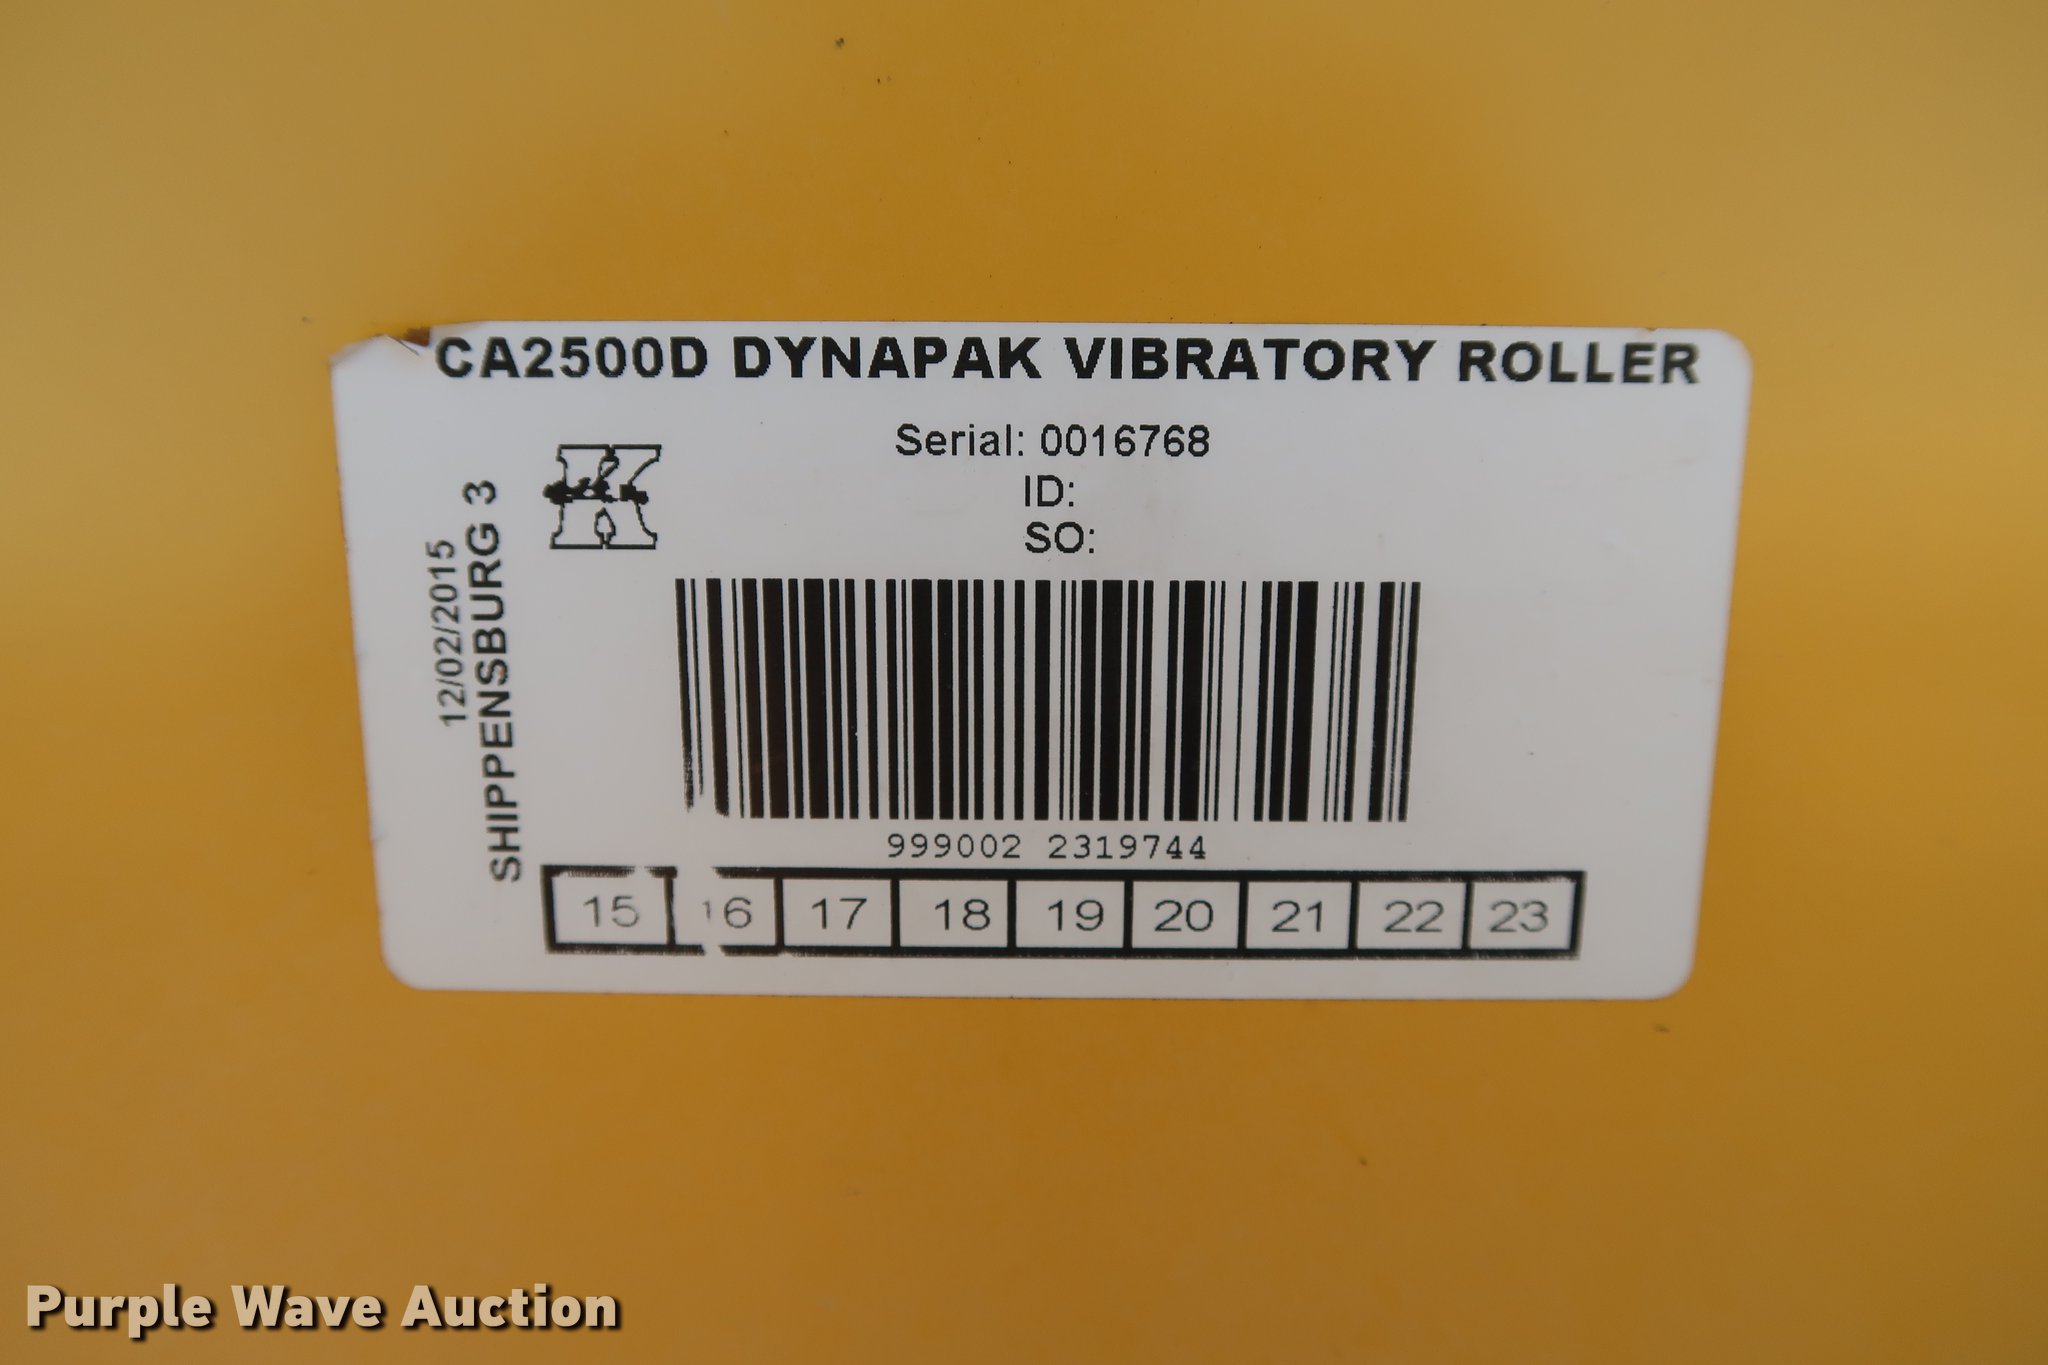 CA2500D DYNAPAK VIBRATORY ROLLER
Serial: 0016768
ID:
SO:
12/02/2015
SHIPPENSBURG 3
K
999002 2319744
15 16 17 18 19 20 21 22 23
Purple Wave Auction